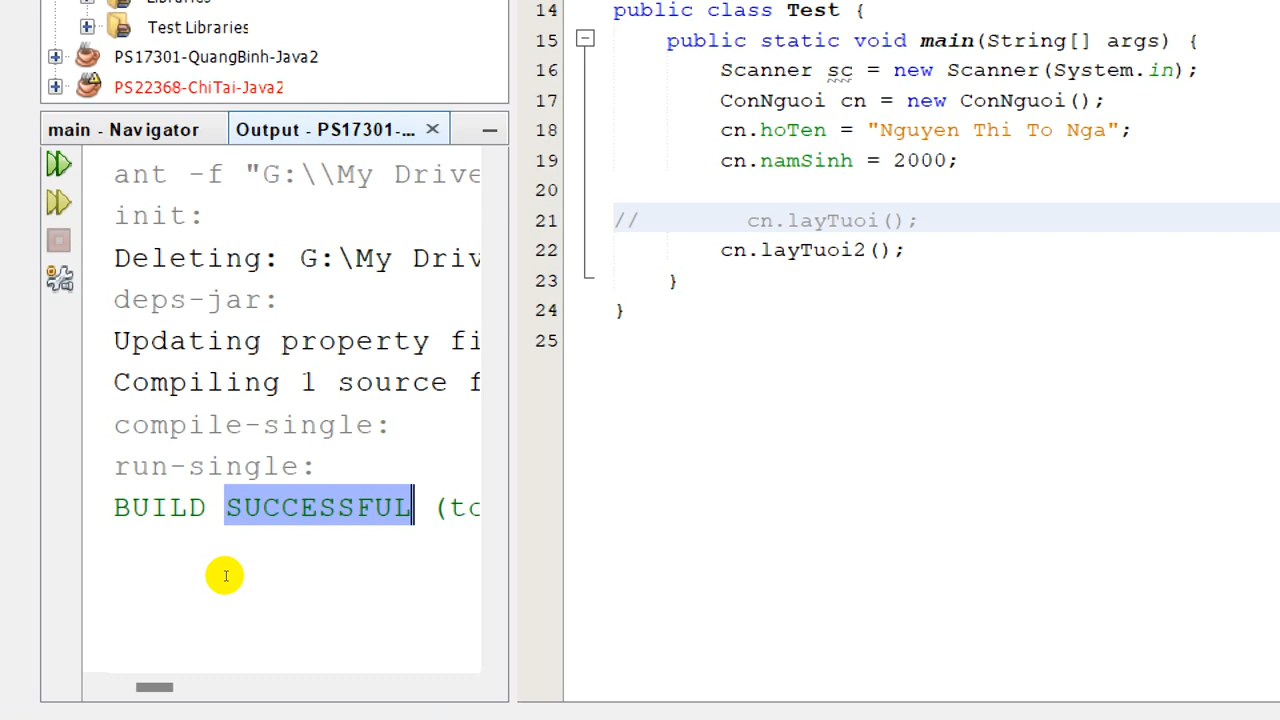 Libraries
Test Libraries
PS17301-QuangBinh-Java2
PS22368-ChiTai-Java2
main - Navigator
Output - PS17301-...
ant -f "G:\\My Drive
init:
Deleting: G:\My Driv
deps-jar:
Updating property fi
Compiling 1 source f
compile-single:
run-single:
BUILD SUCCESSFUL (to
14 public class Test {
15 public static void main(String[] args) {
16 Scanner sc = new Scanner(System.in);
17 ConNguoi cn = new ConNguoi();
18 cn.hoTen = "Nguyen Thi To Nga";
19 cn.namSinh = 2000;
20
21 // cn.layTuoi();
22 cn.layTuoi2();
23 }
24 }
25